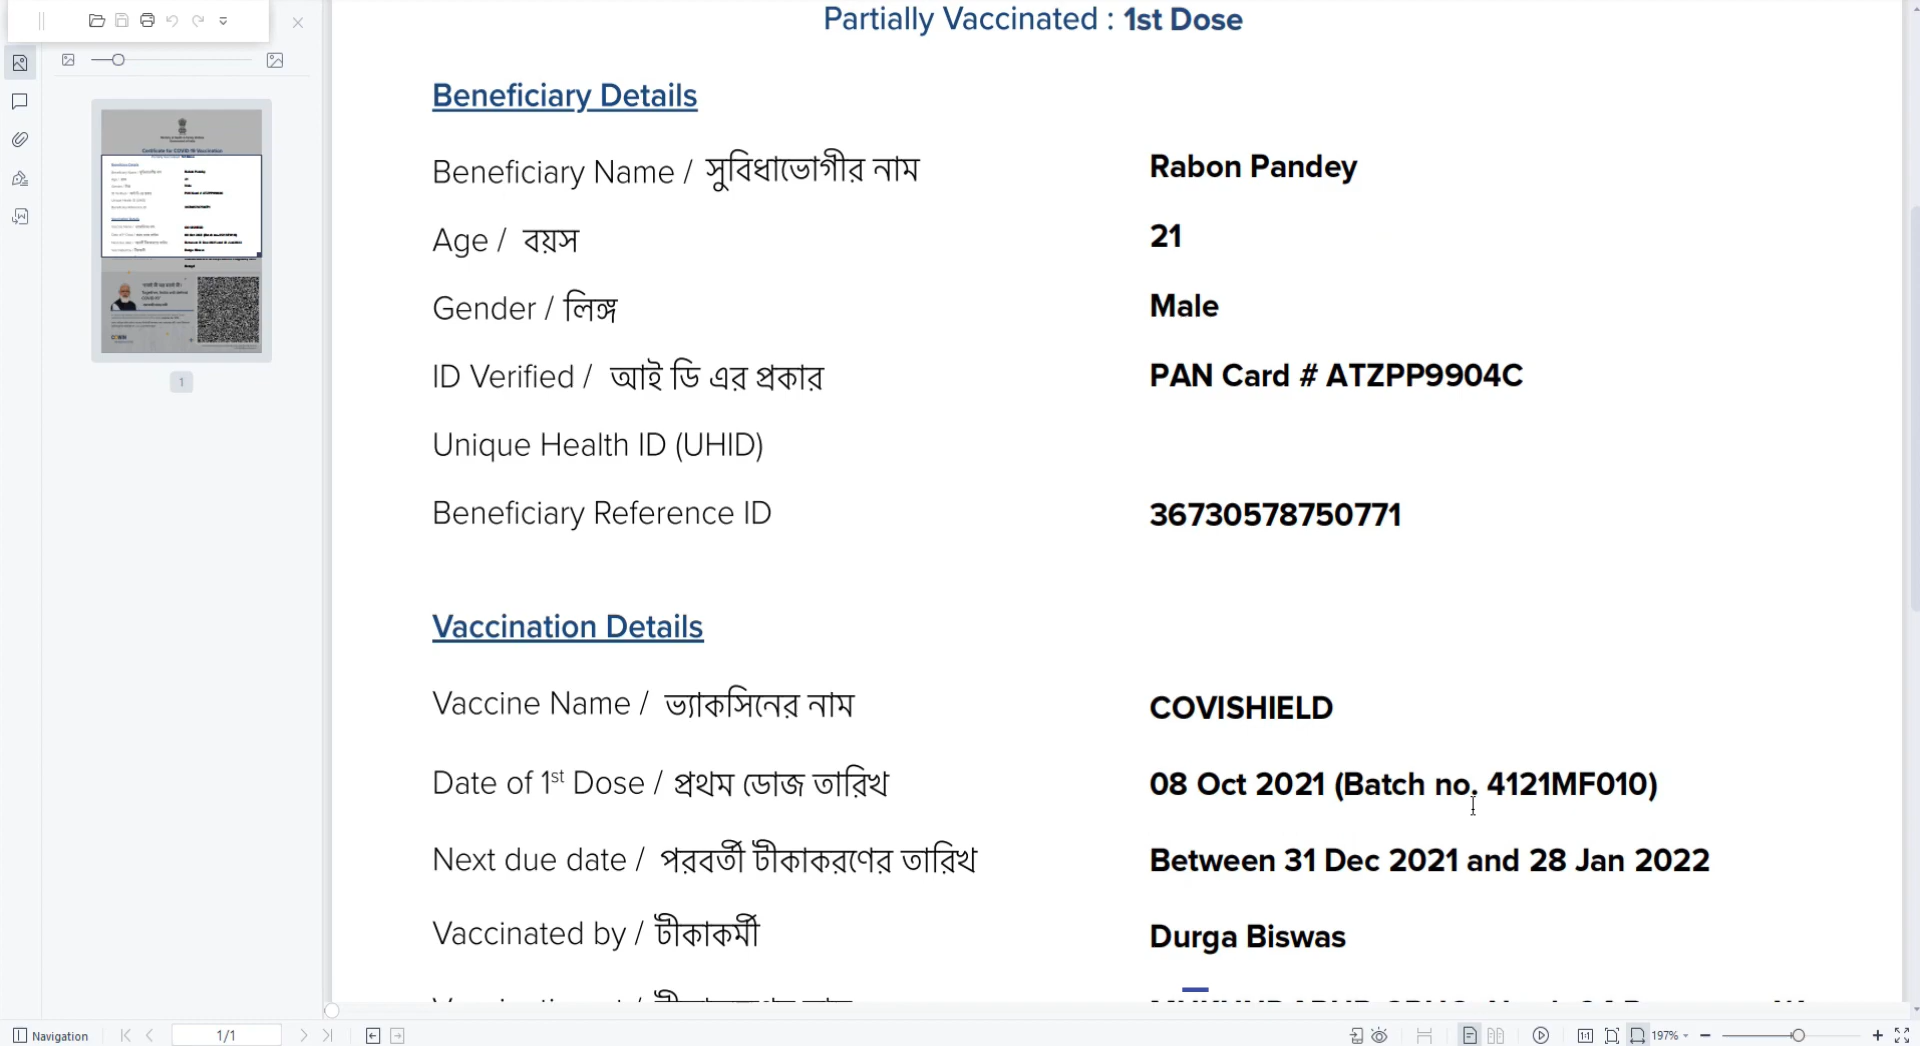 Partially Vaccinated : 1st Dose
Beneficiary Details
Beneficiary Name / সুবিধাভোগীর নাম Rabon Pandey
Age / বয়স 21
Gender / লিঙ্গ Male
ID Verified / আই ডি এর প্রকার PAN Card # ATZPP9904C
Unique Health ID (UHID)
Beneficiary Reference ID 36730578750771
Vaccination Details
Vaccine Name / ভ্যাকসিনের নাম COVISHIELD
Date of 1st Dose / প্রথম ডোজ তারিখ 08 Oct 2021 (Batch no. 4121MF010)
Next due date / পরবর্তী টীকাকরণের তারিখ Between 31 Dec 2021 and 28 Jan 2022
Vaccinated by / টীকাকর্মী Durga Biswas
1
Navigation 1/1 197%